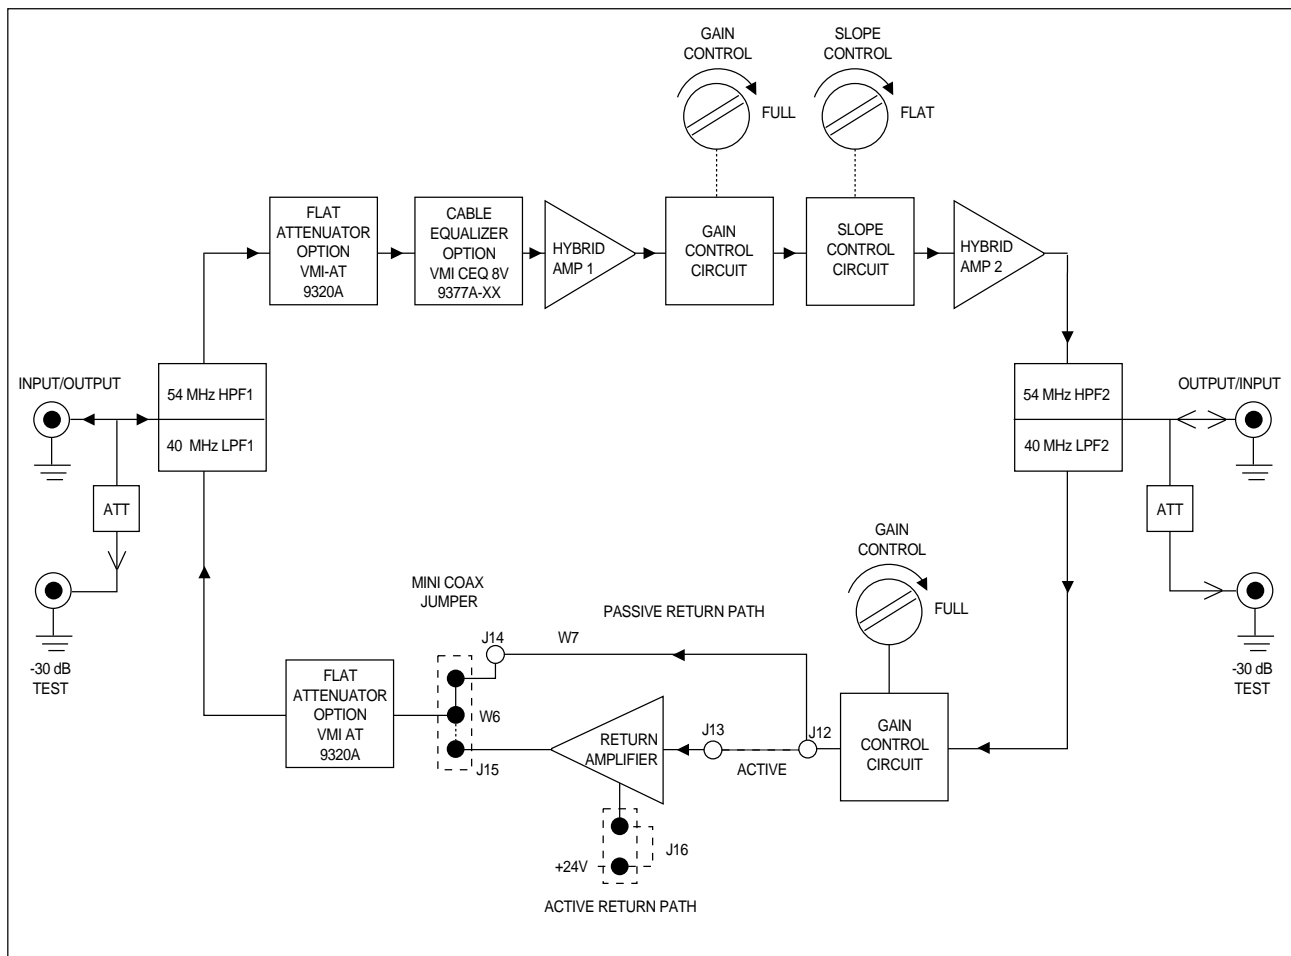 GAIN
CONTROL
FULL
SLOPE
CONTROL
FLAT
FLAT
ATTENUATOR
OPTION
VMI-AT
9320A
CABLE
EQUALIZER
OPTION
VMI CEQ 8V
9377A-XX
HYBRID
AMP 1
GAIN
CONTROL
CIRCUIT
SLOPE
CONTROL
CIRCUIT
HYBRID
AMP 2
INPUT/OUTPUT
54 MHz HPF1
40 MHz LPF1
ATT
-30 dB
TEST
54 MHz HPF2
40 MHz LPF2
OUTPUT/INPUT
ATT
-30 dB
TEST
GAIN
CONTROL
FULL
MINI COAX
JUMPER
PASSIVE RETURN PATH
J14
W7
FLAT
ATTENUATOR
OPTION
VMI AT
9320A
W6
J15
RETURN
AMPLIFIER
J13
ACTIVE
J12
GAIN
CONTROL
CIRCUIT
+24V
J16
ACTIVE RETURN PATH